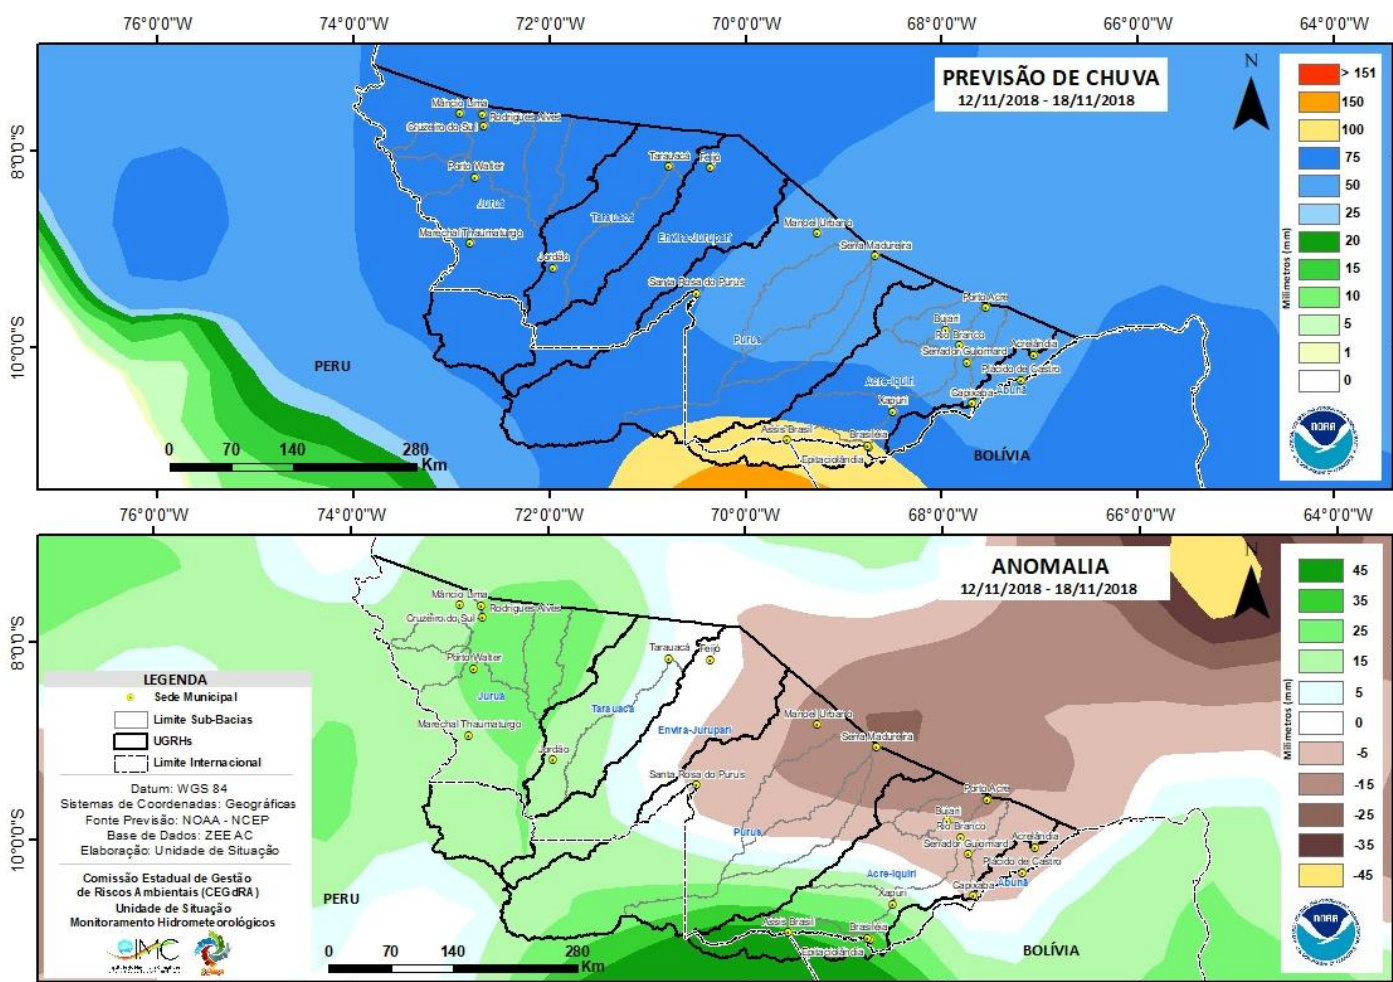 76°0'0"W 74°0'0"W 72°0'0"W 70°0'0"W 68°0'0"W 66°0'0"W 64°0'0"W
PREVISÃO DE CHUVA
12/11/2018 - 18/11/2018
N
> 151
150
100
75
50
25
20
15
10
5
1
0
Milímetros (mm)
NOAA
8°0'0"S
10°0'0"S
Mâncio Lima
Rodrigues Alves
Cruzeiro do Sul
Porto Walter
Juruá
Marechal Thaumaturgo
Tarauacá
Feijó
Tarauacá
Envira-Jurupari
Jordão
Manoel Urbano
Sena Madureira
Santa Rosa do Purus
Purus
Porto Acre
Bujari
Rio Branco
Senador Guiomard
Acrelândia
Plácido de Castro
Acre-Iquiri
Abunã
Capixaba
Xapuri
Assis Brasil
Brasiléia
Epitaciolândia
PERU
BOLÍVIA
0 70 140 280
Km
76°0'0"W 74°0'0"W 72°0'0"W 70°0'0"W 68°0'0"W 66°0'0"W 64°0'0"W
ANOMALIA
12/11/2018 - 18/11/2018
N
45
35
25
15
5
0
-5
-15
-25
-35
-45
Milímetros (mm)
NOAA
8°0'0"S
10°0'0"S
Mâncio Lima
Rodrigues Alves
Cruzeiro do Sul
Porto Walter
Juruá
Marechal Thaumaturgo
Tarauacá
Feijó
Tarauacá
Envira-Jurupari
Jordão
Manoel Urbano
Sena Madureira
Santa Rosa do Purus
Purus
Porto Acre
Bujari
Rio Branco
Senador Guiomard
Acrelândia
Plácido de Castro
Acre-Iquiri
Abunã
Capixaba
Xapuri
Assis Brasil
Brasiléia
Epitaciolândia
PERU
BOLÍVIA
0 70 140 280
Km
LEGENDA
Sede Municipal
Limite Sub-Bacias
UGRHs
Limite Internacional
Datum: WGS 84
Sistemas de Coordenadas: Geográficas
Fonte Previsão: NOAA - NCEP
Base de Dados: ZEE AC
Elaboração: Unidade de Situação
Comissão Estadual de Gestão
de Riscos Ambientais (CEGdRA)
Unidade de Situação
Monitoramento Hidrometeorológicos
IMC